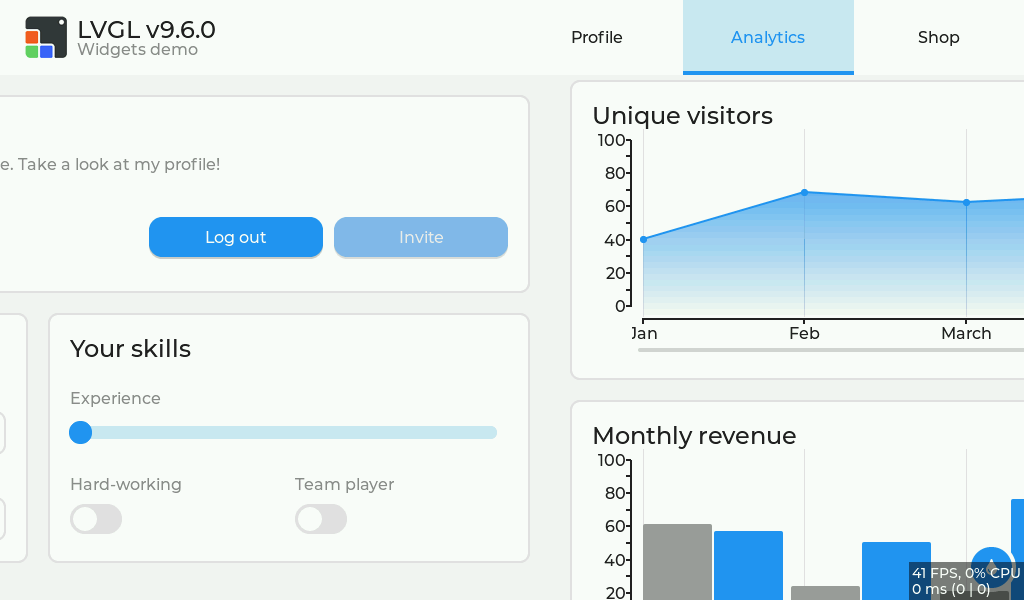 LVGL v9.6.0
Widgets demo
Profile
Analytics
Shop
e. Take a look at my profile!
Log out
Invite
Your skills
Experience
Hard-working
Team player
Unique visitors
100
80
60
40
20
0
Jan
Feb
March
Monthly revenue
100
80
60
40
20
41 FPS, 0% CPU
0 ms (0 | 0)